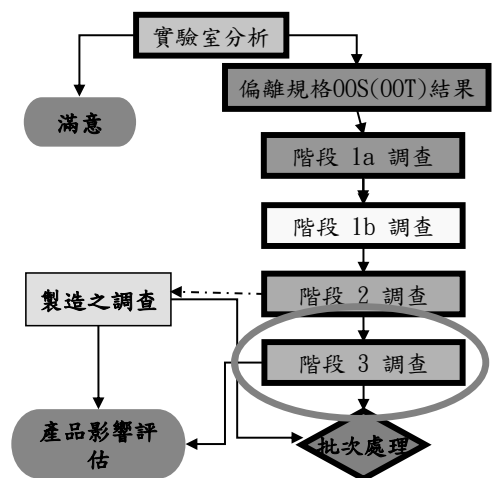 實驗室分析
偏離規格OOS(OOT)結果
滿意
階段 1a 調查
階段 1b 調查
階段 2 調查
製造之調查
階段 3 調查
產品影響評
估
批次處理